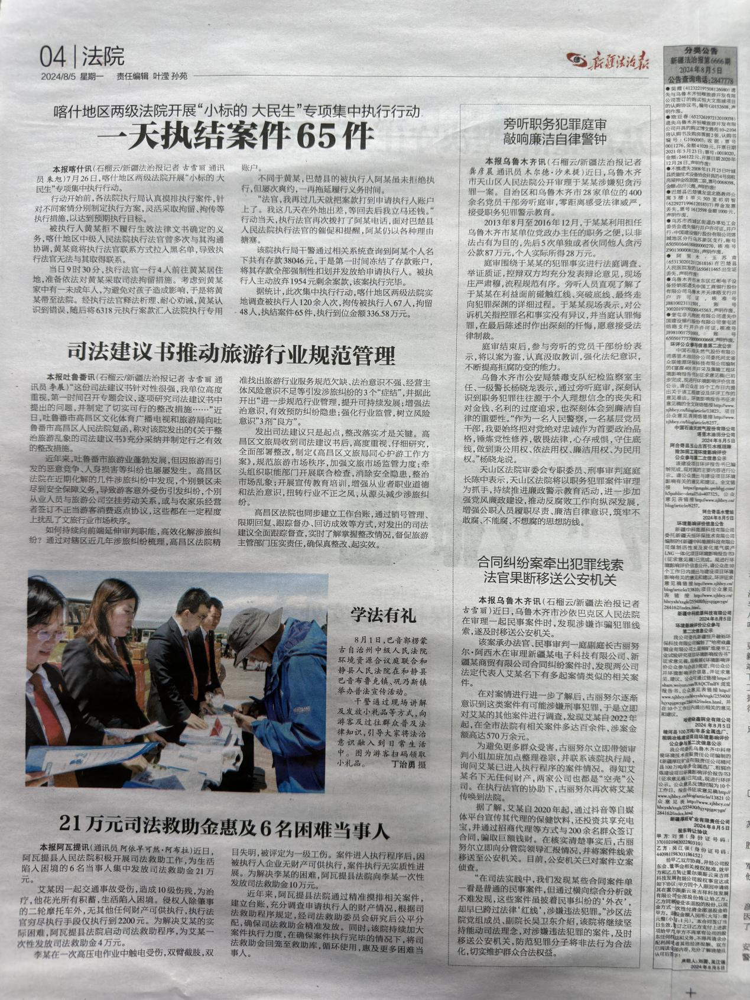 04 | 法院
2024/8/5 星期一 责任编辑 叶滢 孙苑
新疆法治报
喀什地区两级法院开展“小标的 大民生”专项集中执行行动
一天执结案件65件
本报喀什讯(石榴云/新疆法治报记者 古雪丽 通讯
员 朱旭)7月26日,喀什地区两级法院开展“小标的 大
民生”专项集中执行行动。
行动开始前,各法院执行局认真摸排执行案件,针
对不同案情分别制定执行方案,灵活采取拘留、拘传等
执行措施,以达到预期执行目标。
被执行人黄某拒不履行生效法律文书确定的义
务,喀什地区中级人民法院执行法官曾多次与其沟通
协调,黄某竟将执行法官联系方式拉入黑名单,导致执
行法官无法与其取得联系。
当日9时30分,执行法官一行4人前往黄某居住
地,准备依法对黄某采取司法拘留措施。考虑到黄某
家中有一未成年人,为避免对孩子造成影响,于是将黄
某带至法院。经执行法官释法析理、耐心劝诫,黄某认
识到错误,随后将6318元执行案款汇入法院执行专用
账户。
不同于黄某,巴楚县的被执行人阿某虽未拒绝执
行,但屡次爽约,一再拖延履行义务时间。
“法官,我再过几天就把案款打到申请执行人账户
上了。我这几天在外地出差,等回去后我立马还钱。”
行动当天,执行法官再次拨打了阿某电话,面对巴楚县
人民法院执行法官的催促和提醒,阿某仍以各种理由
搪塞。
该院执行局干警通过相关系统查询到阿某个人名
下共有存款38046元,于是第一时间冻结了存款账户,
将其存款全部强制性扣划并发放给申请执行人。被执
行人主动放弃1954元剩余案款,该案执行完毕。
据统计,此次集中执行行动,喀什地区两级法院实
地调查被执行人120余人次,拘传被执行人67人,拘留
48人,执结案件65件,执行到位金额336.58万元。
司法建议书推动旅游行业规范管理
本报吐鲁番讯(石榴云/新疆法治报记者 古雪丽 通
讯员 李晨)“这份司法建议书针对性很强,我单位高度
重视,第一时间召开专题会议,逐项研究司法建议书中
提出的问题,并制定了切实可行的整改措施……”近
日,吐鲁番市高昌区文化体育广播电视和旅游局向吐
鲁番市高昌区人民法院复函,称对该院发出的《关于整
治旅游乱象的司法建议书》充分采纳并制定行之有效
的整改措施。
近年来,吐鲁番市旅游业蓬勃发展,但因旅游而引
发的恶意竞争、人身损害等纠纷也屡屡发生。高昌区
法院在近期化解的几件涉旅纠纷中发现,个别景区未
尽到安全保障义务,导致游客意外受伤引发纠纷,个别
从业人员与旅游公司空挂劳动关系,或与农家乐经营
者签订不正当游客消费返点协议,这些都在一定程度
上扰乱了文旅行业市场秩序。
如何持续向前端延伸审判职能,高效化解涉旅纠
纷？通过对辖区近几年涉旅纠纷梳理,高昌区法院精
准找出旅游行业服务规范欠缺、法治意识不强、经营主
体风险意识不足等引发涉旅纠纷的3个“症结”,并据此
开出“进一步规范行业管理,提升可持续发展;增强法
治意识,有效预防纠纷隐患;强化行业监管,树立风险
意识”3剂“良方”。
发出司法建议只是起点,整改落实才是关键。高
昌区文旅局收到司法建议书后,高度重视,仔细研究,
全面部署整改,制定《高昌区文旅局同心护游工作方
案》,规范旅游市场秩序,加强文旅市场监管力度;牵
头组织职能部门开展联合检查,消除安全隐患,整治
市场乱象;开展宣传教育培训,增强从业者职业道德
和法治意识,扭转行业不正之风,从源头减少涉旅纠
纷。
高昌区法院也同步建立工作台账,通过销号管理、
限期回复、跟踪督办、回访成效等方式,对发出的司法
建议全面跟踪督查,实时了解掌握整改情况,督促旅游
主管部门压实责任,确保真整改、起实效。
学法有礼
8月1日,巴音郭楞蒙
古自治州中级人民法院
环境资源合议庭联合和
静县人民法院在和静县
巴音布鲁克镇、巩乃斯镇
举办普法宣传活动。
干警通过现场讲解
及发放小礼品等方式,向
游客及过往群众普及法
律知识,引导大家将法治
意识融入到日常生活
中。图为游客扫码领取
小礼品。 丁治勇 摄
21万元司法救助金惠及6名困难当事人
本报阿瓦提讯(通讯员 阿依早可然·阿布拉)近日,
阿瓦提县人民法院积极开展司法救助工作,为生活
陷入困境的6名当事人集中发放司法救助金21万
元。
艾某因一起交通事故受伤,造成10级伤残,为治
疗,他花光所有积蓄,生活陷入困境。侵权人除肇事
的二轮摩托车外,无其他任何财产可供执行,执行法
官穷尽执行手段仅执行到2200元。为解决艾某的实
际困难,阿瓦提县法院启动司法救助程序,为艾某一
次性发放司法救助金4万元。
李某在一次高压电作业中触电受伤,双臂截肢,双
目失明,被评定为一级工伤。案件进入执行程序后,因
被执行人企业无财产可供执行,案件执行无实质性进
展。为解决李某的困难,阿瓦提县法院向李某一次性
发放司法救助金10万元。
近年来,阿瓦提县法院通过精准摸排相关案件,
建立台账,充分调查申请执行人的财产情况,根据司
法救助程序规定,经司法救助委员会研究后公平分
配,确保司法救助金精准发放。同时,该院持续加大
案件执行力度,在确保案件执行完毕的情况下,将司
法救助金回笼至救助库,循环使用,惠及更多困难当
事人。
旁听职务犯罪庭审
敲响廉洁自律警钟
本报乌鲁木齐讯(石榴云/新疆法治报记者
龚彦晨 通讯员 木尔德·沙来提)近日,乌鲁木齐
市天山区人民法院公开审理于某某涉嫌犯贪污
罪一案。自治区和乌鲁木齐市28家单位的400
余名党员干部旁听庭审,零距离感受法律威严,
接受职务犯罪警示教育。
2013年8月至2016年12月,于某某利用担任
乌鲁木齐市某单位党政办主任的职务之便,以非
法占有为目的,先后5次单独或者伙同他人贪污
公款87万元,个人实际所得28万元。
庭审围绕于某某的犯罪事实进行法庭调查、
举证质证,控辩双方均充分发表辩论意见,现场
庄严肃穆,流程规范有序。旁听人员直观了解了
于某某在利益面前碰触红线、突破底线、最终走
向犯罪深渊的详细过程。于某某现场表示,对公
诉机关指控罪名和事实没有异议,并当庭认罪悔
罪,在最后陈述时作出深刻的忏悔,愿意接受法
律制裁。
庭审结束后,参与旁听的党员干部纷纷表
示,将以案为鉴,认真汲取教训,强化法纪意识,
不断提高拒腐防变的能力。
乌鲁木齐市公安局禁毒支队纪检监察室主
任、一级警长杨晓龙表示,通过旁听庭审,深刻认
识到职务犯罪往往源于个人理想信念的丧失和
对金钱、名利的过度追求,也深刻体会到廉洁自
律的重要性。“作为一名人民警察,一名基层党员
干部,我要始终把对党绝对忠诚作为首要政治品
格,锤炼党性修养,敬畏法律,心存戒惧,守住底
线,做到秉公用权、依法用权、廉洁用权、为民用
权。”杨晓龙说。
天山区法院审委会专职委员、刑事审判庭庭
长陈中表示,天山区法院将以职务犯罪案件审理
为抓手,持续推进廉政警示教育活动,进一步加
强党风廉政建设,推动反腐败工作向纵深发展,
增强公职人员履职尽责、廉洁自律意识,筑牢不
敢腐、不能腐、不想腐的思想防线。
合同纠纷案牵出犯罪线索
法官果断移送公安机关
本报乌鲁木齐讯(石榴云/新疆法治报记者
古雪丽)近日,乌鲁木齐市沙依巴克区人民法院
在审理一起民事案件时,发现涉嫌诈骗犯罪线
索,遂及时移送公安机关。
该案承办法官、民事审判一庭副庭长古丽努
尔·阿西木在审理新疆某电子科技有限公司、新
疆某商贸有限公司合同纠纷案件时,发现两公司
法定代表人艾某名下有多起案情类似的相关案
件。
在对案情进行进一步了解后,古丽努尔逐渐
意识到这类案件有可能涉嫌刑事犯罪,于是立即
对艾某的其他案件进行调查,发现艾某自2022年
起,在全市法院有相关案件多达百余件,涉案金
额高达570万余元。
为避免更多群众受害,古丽努尔立即带领审
判小组加班加点整理卷宗,并联系该院执行局,
询问艾某已进入执行程序的案件情况。得知艾
某名下无任何财产,两家公司也都是“空壳”公
司。在执行法官的协助下,古丽努尔再次将艾某
传唤到法院。
据了解,艾某自2020年起,通过抖音等自媒
体平台宣传其代理的保健饮料,还投资共享充电
宝,并通过招商代理等方式与200余名群众签订
合同,骗取巨额钱财。在核实清楚事实后,古丽
努尔立即向分管院领导汇报情况,并将案件线索
移送至公安机关。目前,公安机关已对案件立案
侦查。
“在司法实践中,我们发现某些合同案件单
一看是普通的民事案件,但通过横向综合分析就
不难发现,这些案件虽披着民事纠纷的‘外衣’,
却早已跨过法律‘红线’,涉嫌违法犯罪。”沙区法
院党组成员、副院长吴卫东介绍,该院将继续坚
持能动司法理念,对涉嫌违法犯罪的案件,及时
移送公安机关,防范犯罪分子将非法行为合法
化,切实维护群众合法权益。
分类公告
新疆法治报第6666期
2024年8月5日
公告查询电话:2847778
环评公众参与信息第二次公示
中国石油天然气股份有限公司
塔里木油田分公司
2024年8月5日
公众参与第二次信息公示
阿合奇县水管站
2024年8月5日
环境影响评价信息公告
新疆中科能源科技有限公司
2024年8月5日
环境影响评价公众参与
第二次信息公示
2024年8月5日
新疆厚旺矿业有限责任公司
2024年8月5日
股东转让协议
2024年8月5日